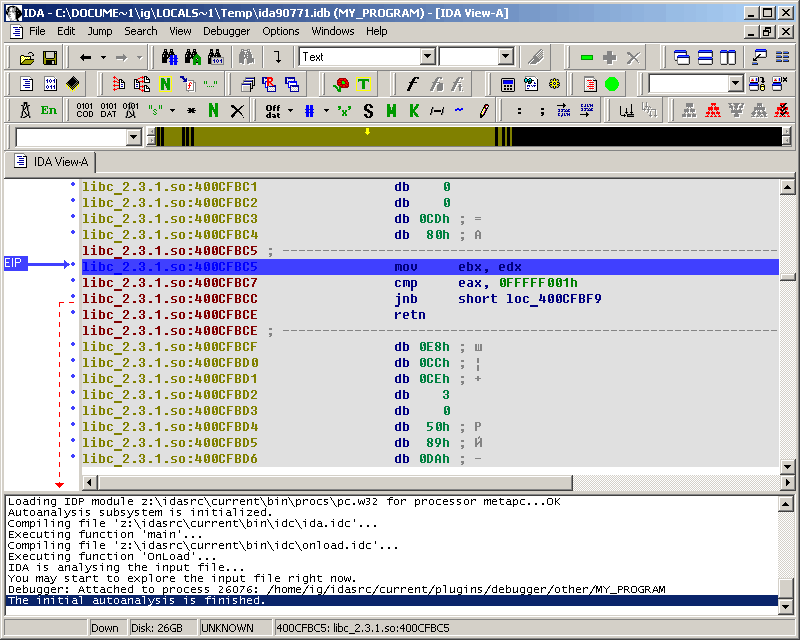 IDA - C:\DOCUME~1\ig\LOCALS~1\Temp\ida90771.idb (MY_PROGRAM) - [IDA View-A]
File Edit Jump Search View Debugger Options Windows Help
Text
En 0101 COD 0101 DAT "s" * N Off dat # 'x' S M K ~ : ;
IDA View-A
libc_2.3.1.so:400CFBC1 db 0
libc_2.3.1.so:400CFBC2 db 0
libc_2.3.1.so:400CFBC3 db 0CDh ; =
libc_2.3.1.so:400CFBC4 db 80h ; А
libc_2.3.1.so:400CFBC5 ; ---------------------------------------------------------------
EIP libc_2.3.1.so:400CFBC5 mov ebx, edx
libc_2.3.1.so:400CFBC7 cmp eax, 0FFFFF001h
libc_2.3.1.so:400CFBCC jnb short loc_400CFBF9
libc_2.3.1.so:400CFBCE retn
libc_2.3.1.so:400CFBCE ; ---------------------------------------------------------------
libc_2.3.1.so:400CFBCF db 0E8h ; ш
libc_2.3.1.so:400CFBD0 db 0CCh ; ¦
libc_2.3.1.so:400CFBD1 db 0CEh ; +
libc_2.3.1.so:400CFBD2 db 3
libc_2.3.1.so:400CFBD3 db 0
libc_2.3.1.so:400CFBD4 db 50h ; P
libc_2.3.1.so:400CFBD5 db 89h ; Й
libc_2.3.1.so:400CFBD6 db 0DAh ; -
Loading IDP module z:\idasrc\current\bin\procs\pc.w32 for processor metapc...OK
Autoanalysis subsystem is initialized.
Compiling file 'z:\idasrc\current\bin\idc\ida.idc'...
Executing function 'main'...
Compiling file 'z:\idasrc\current\bin\idc\onload.idc'...
Executing function 'OnLoad'...
IDA is analysing the input file...
You may start to explore the input file right now.
Debugger: Attached to process 26076: /home/ig/idasrc/current/plugins/debugger/other/MY_PROGRAM
The initial autoanalysis is finished.
Down Disk: 26GB UNKNOWN 400CFBC5: libc_2.3.1.so:400CFBC5